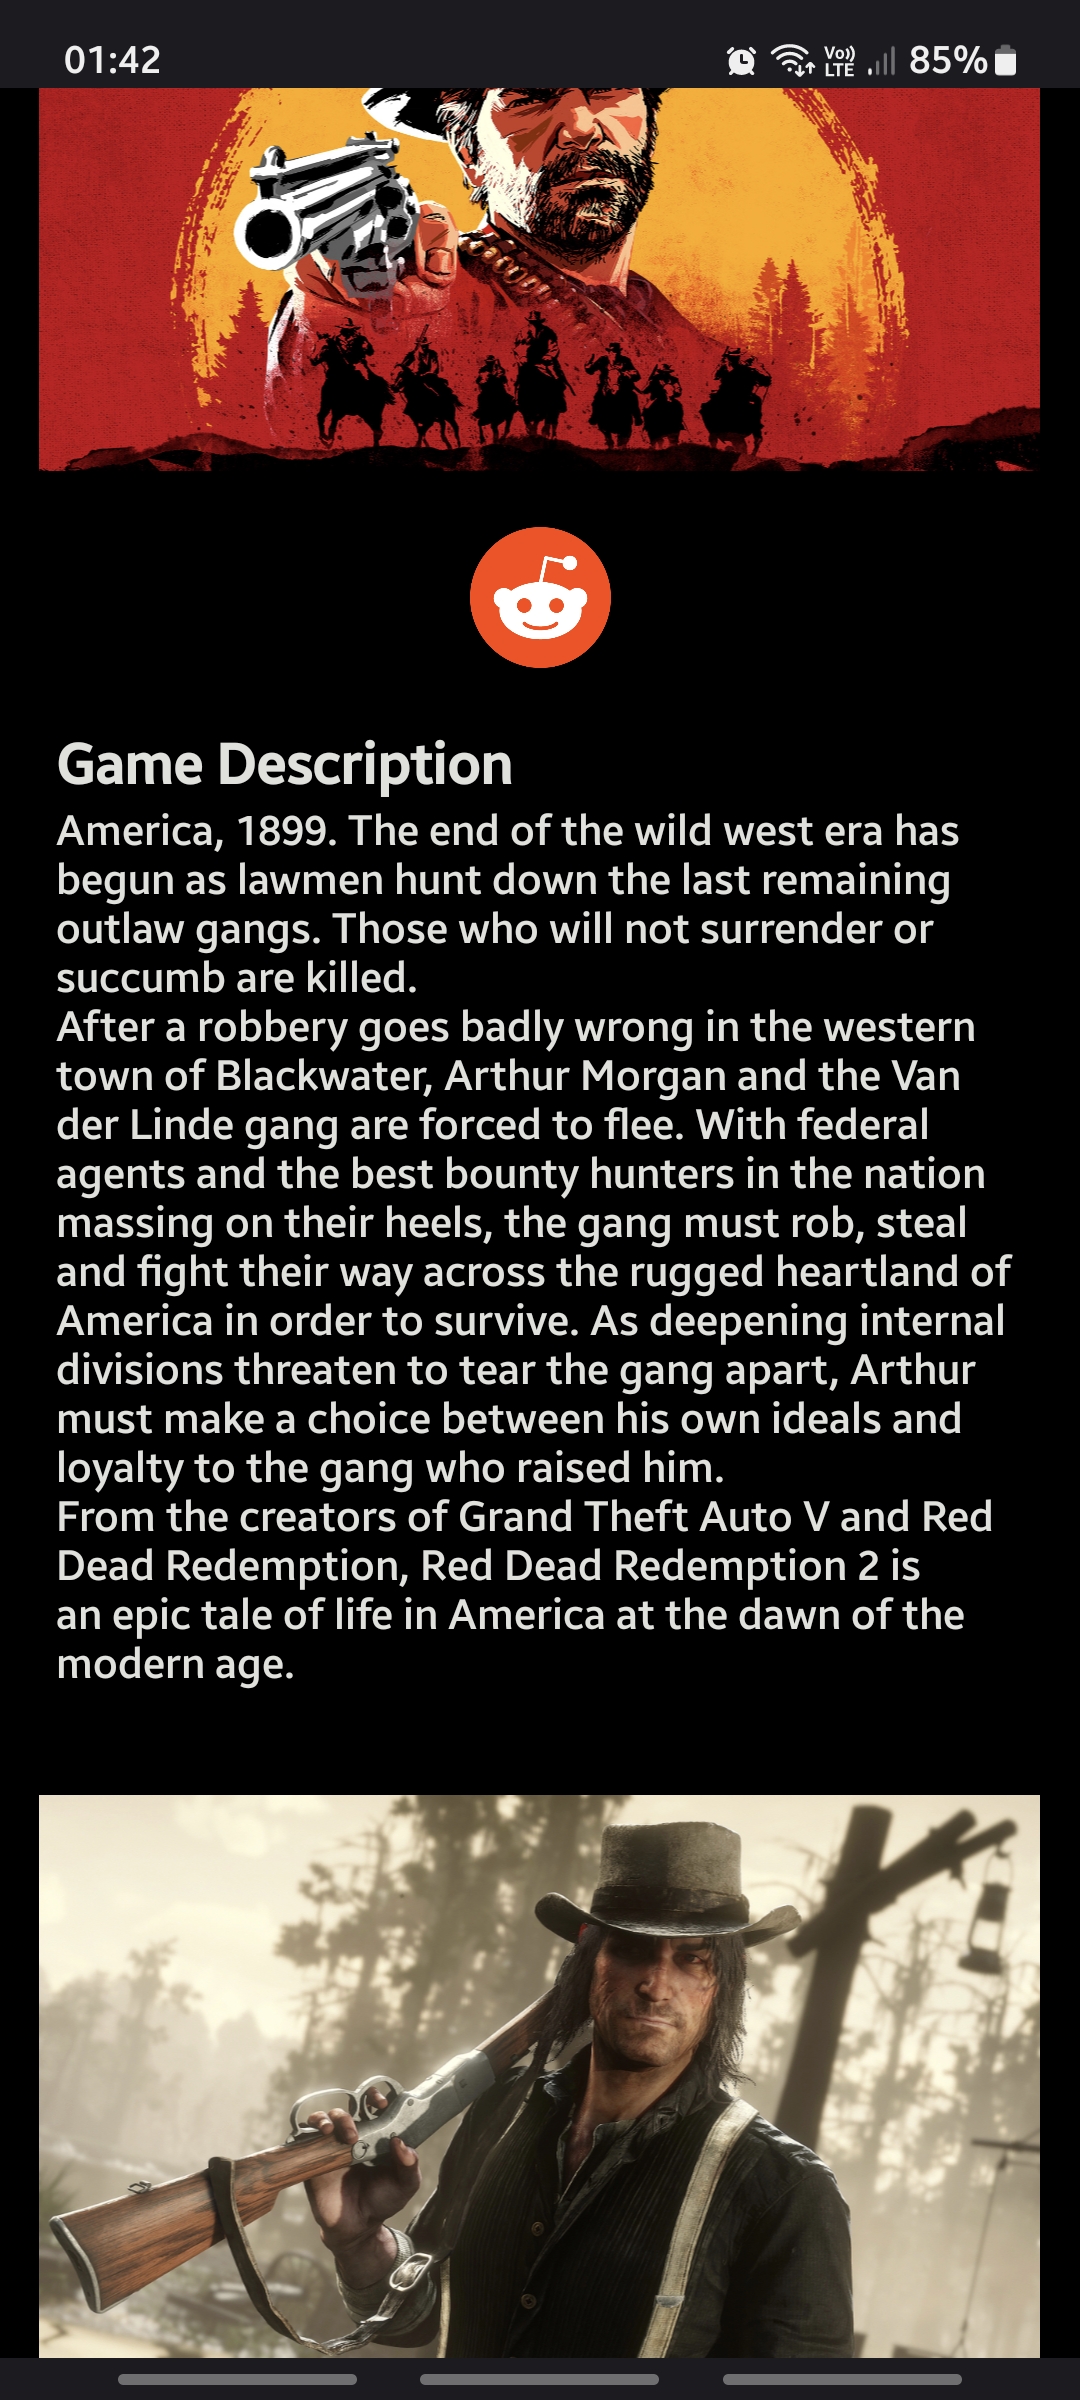 01:42
Vo)) LTE 85%
Game Description
America, 1899. The end of the wild west era has
begun as lawmen hunt down the last remaining
outlaw gangs. Those who will not surrender or
succumb are killed.
After a robbery goes badly wrong in the western
town of Blackwater, Arthur Morgan and the Van
der Linde gang are forced to flee. With federal
agents and the best bounty hunters in the nation
massing on their heels, the gang must rob, steal
and fight their way across the rugged heartland of
America in order to survive. As deepening internal
divisions threaten to tear the gang apart, Arthur
must make a choice between his own ideals and
loyalty to the gang who raised him.
From the creators of Grand Theft Auto V and Red
Dead Redemption, Red Dead Redemption 2 is
an epic tale of life in America at the dawn of the
modern age.